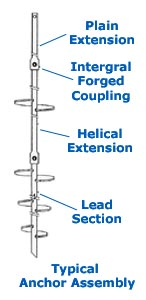 Plain
Extension
Intergral
Forged
Coupling
Helical
Extension
Lead
Section
Typical
Anchor Assembly